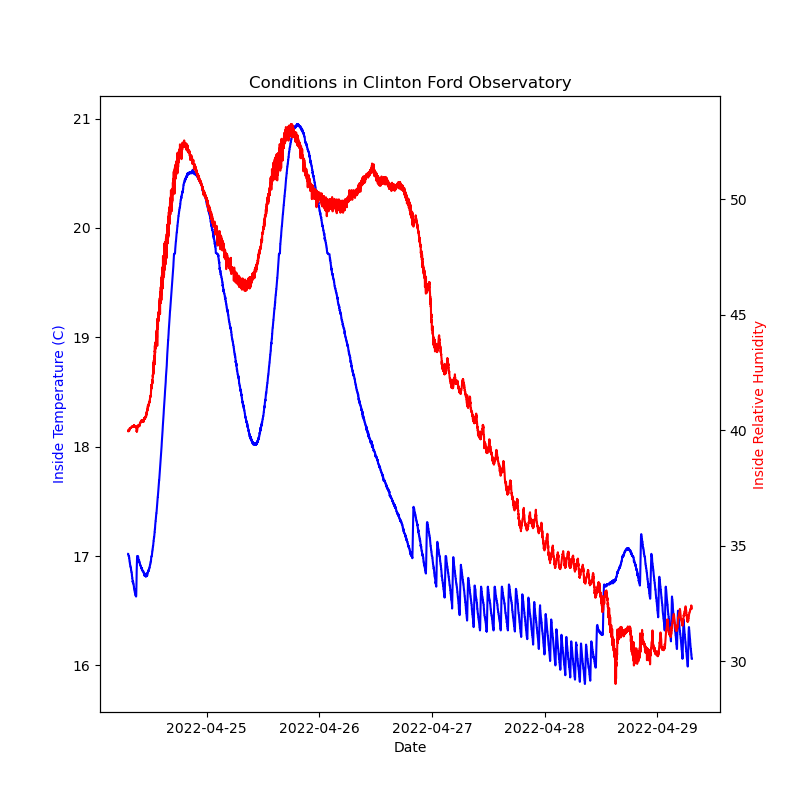 Conditions in Clinton Ford Observatory
21
20
19
18
17
16
Inside Temperature (C)
50
45
40
35
30
Inside Relative Humidity
2022-04-25 2022-04-26 2022-04-27 2022-04-28 2022-04-29
Date